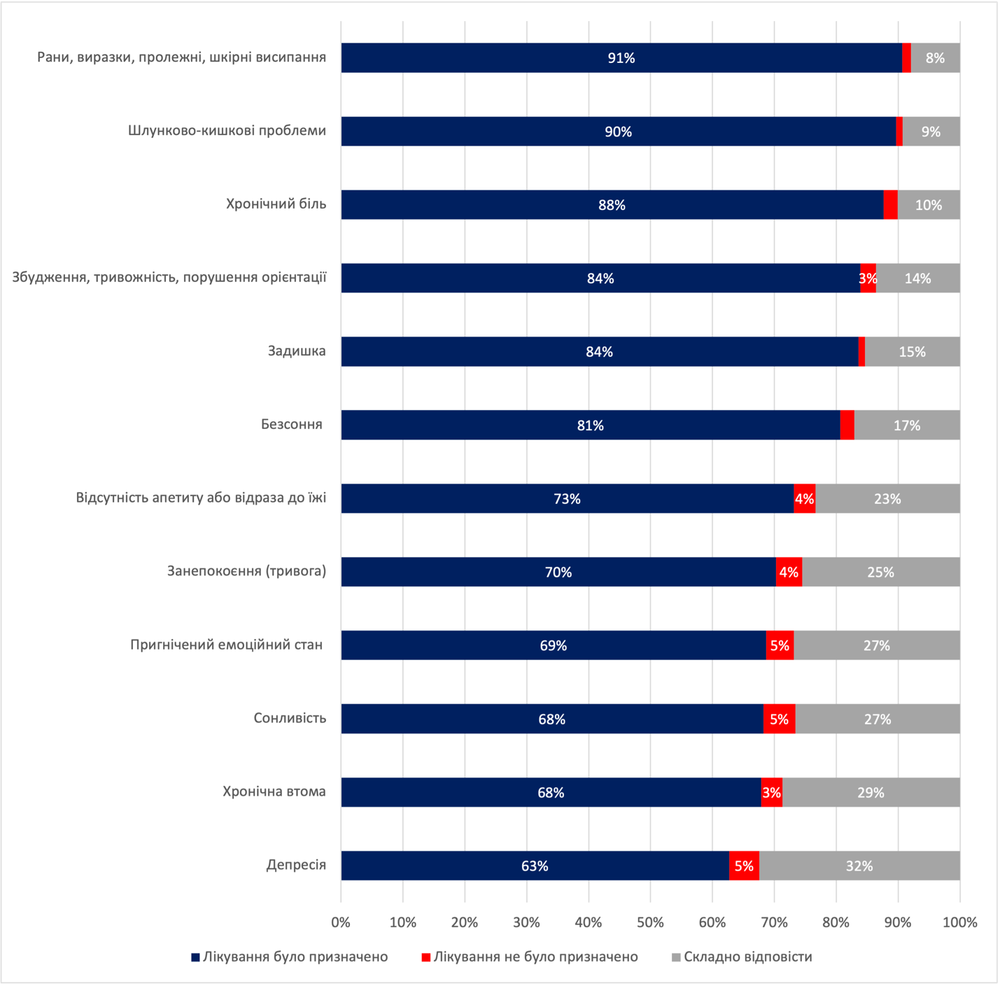 Рани, виразки, пролежні, шкірні висипання 91% 8%
Шлунково-кишкові проблеми 90% 9%
Хронічний біль 88% 10%
Збудження, тривожність, порушення орієнтації 84% 3% 14%
Задишка 84% 15%
Безсоння 81% 17%
Відсутність апетиту або відраза до їжі 73% 4% 23%
Занепокоєння (тривога) 70% 4% 25%
Пригнічений емоційний стан 69% 5% 27%
Сонливість 68% 5% 27%
Хронічна втома 68% 3% 29%
Депресія 63% 5% 32%
0% 10% 20% 30% 40% 50% 60% 70% 80% 90% 100%
Лікування було призначено Лікування не було призначено Складно відповісти